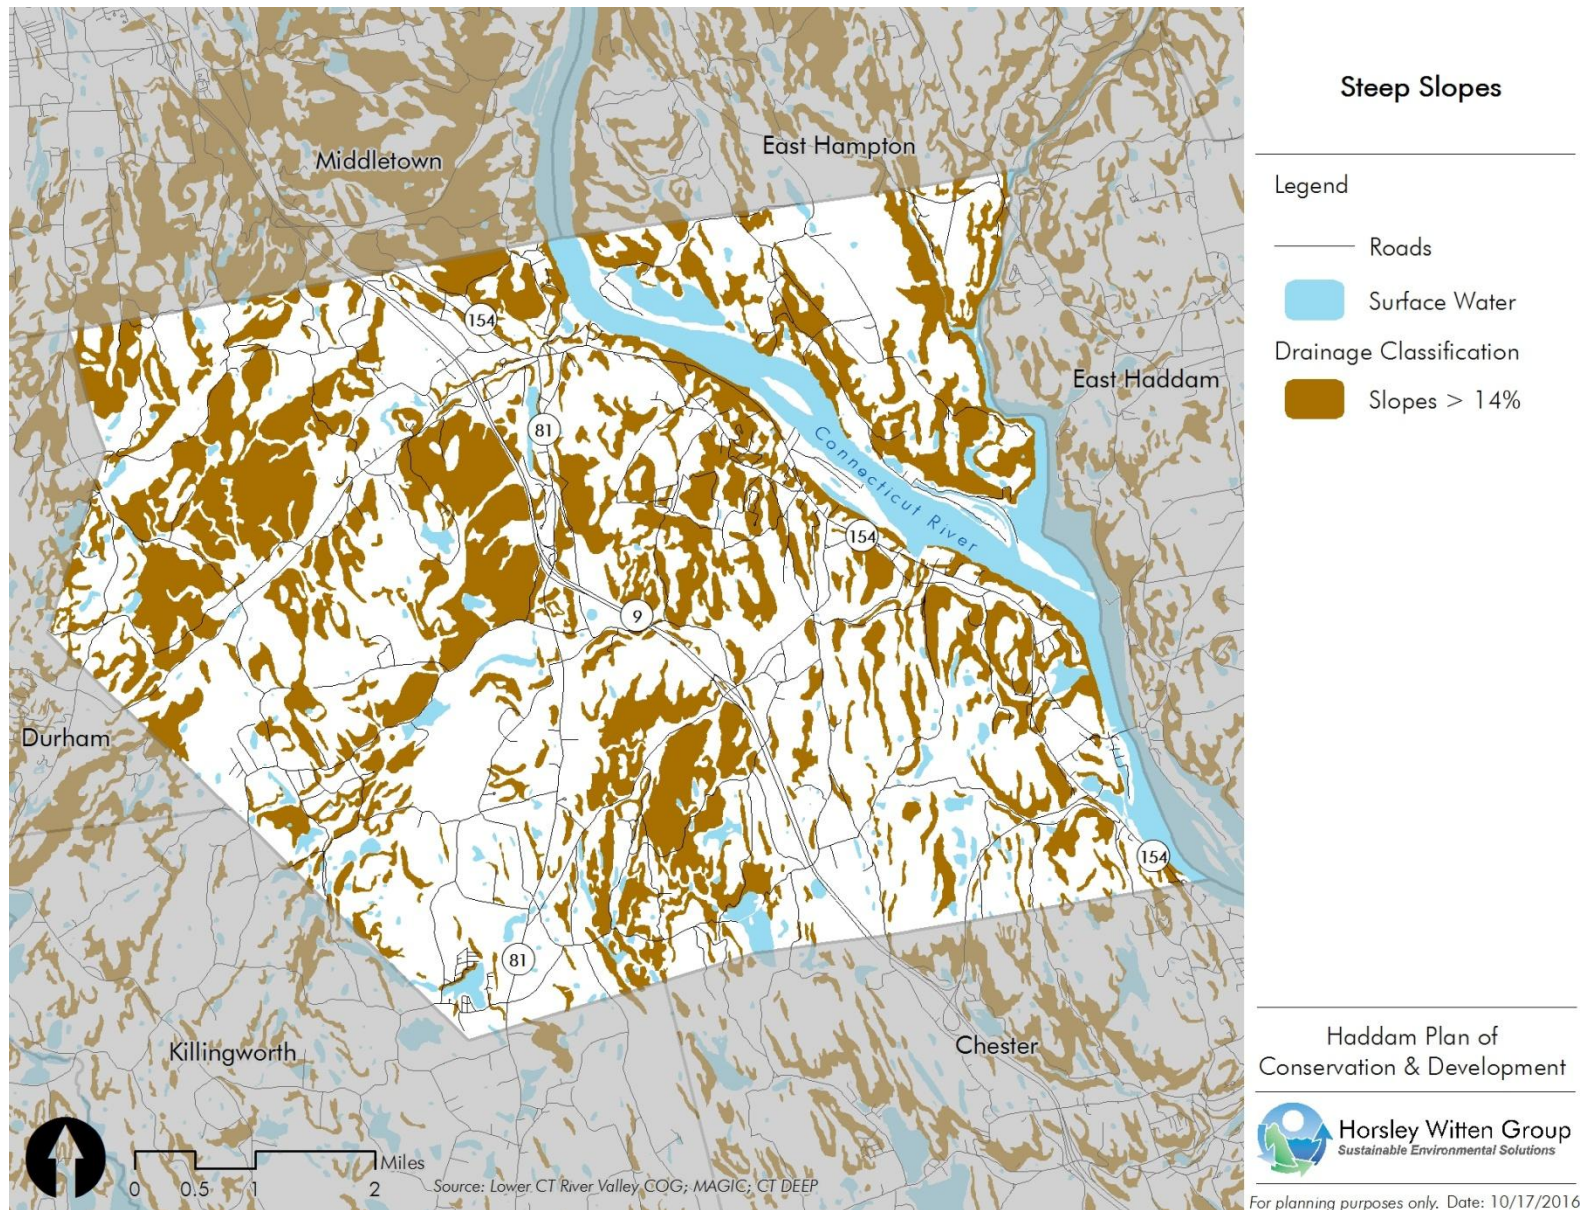 Steep Slopes
Legend
Roads
Surface Water
Drainage Classification
Slopes > 14%
Middletown
East Hampton
154
East Haddam
81
Connecticut River
154
9
Durham
154
81
Killingworth
Chester
Miles
0 0.5 1 2
Source: Lower CT River Valley COG; MAGIC; CT DEEP
Haddam Plan of
Conservation & Development
Horsley Witten Group
Sustainable Environmental Solutions
For planning purposes only. Date: 10/17/2016